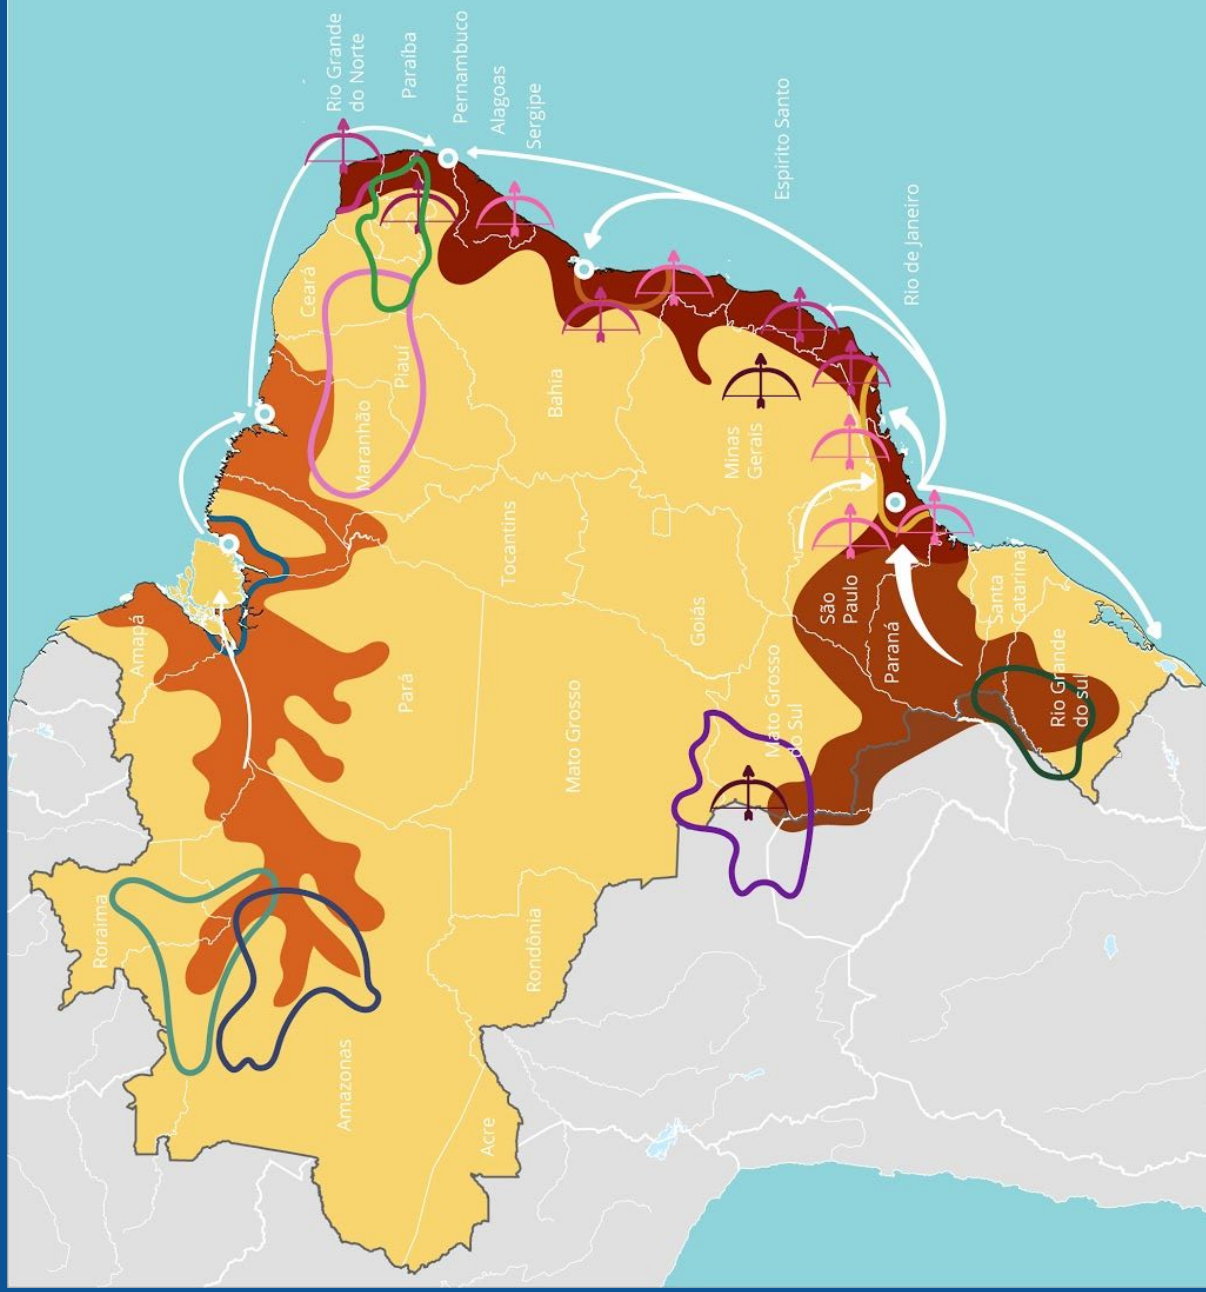 Roraima
Amapá
Ceará
Rio Grande
do Norte
Amazonas
Maranhão
Piauí
Pará
Paraíba
Pernambuco
Acre
Alagoas
Tocantins
Rondônia
Sergipe
Bahia
Mato Grosso
Goiás
Minas
Gerais
Mato Grosso
do Sul
Espirito Santo
São
Paulo
Paraná
Rio de Janeiro
Santa
Catarina
Rio Grande
do sul